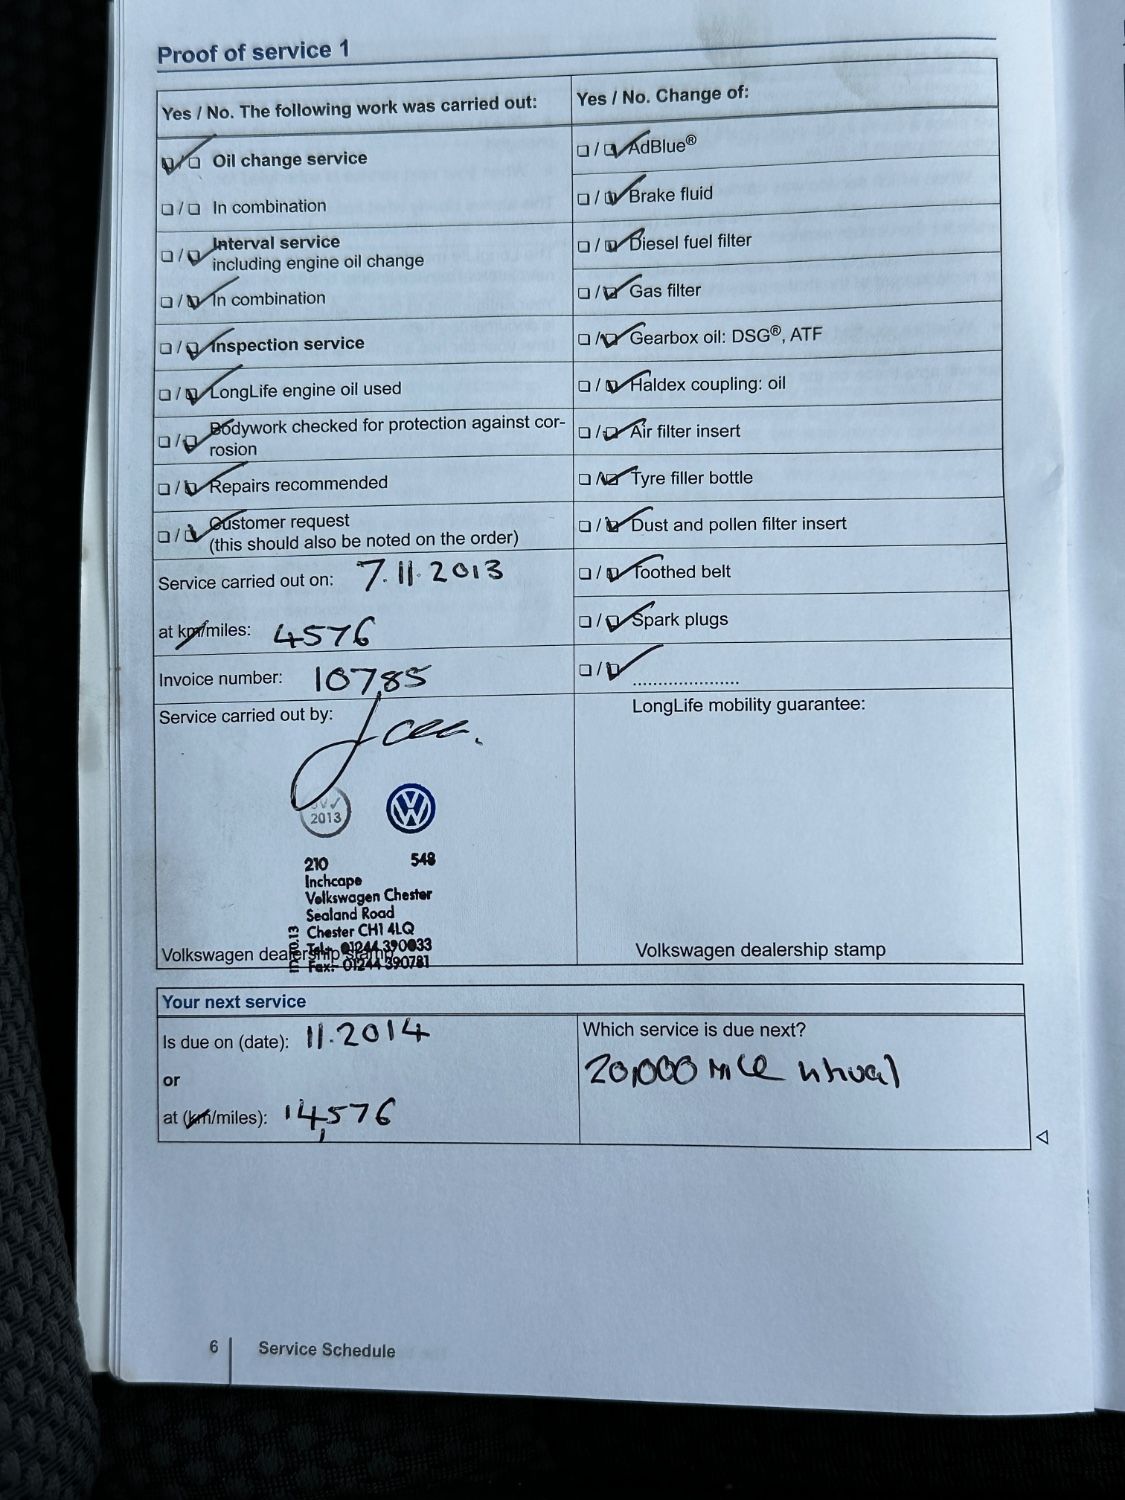 Proof of service 1
Yes / No. The following work was carried out:
Oil change service
In combination
Interval service
including engine oil change
In combination
Inspection service
LongLife engine oil used
Bodywork checked for protection against cor-
rosion
Repairs recommended
Customer request
(this should also be noted on the order)
Service carried out on: 7.11.2013
at km/miles: 4576
Invoice number: 10785
Service carried out by:
2013
210 548
Inchcape
Volkswagen Chester
Sealand Road
Chester CH1 4LQ
Tel:- 01244 390033
Fax:- 01244 390781
Volkswagen dealership stamp
Yes / No. Change of:
AdBlue®
Brake fluid
Diesel fuel filter
Gas filter
Gearbox oil: DSG®, ATF
Haldex coupling: oil
Air filter insert
Tyre filler bottle
Dust and pollen filter insert
Toothed belt
Spark plugs
.....................
LongLife mobility guarantee:
Volkswagen dealership stamp
Your next service
Is due on (date): 11.2014
or
at (km/miles): 14,576
Which service is due next?
20,000 mile
6 Service Schedule